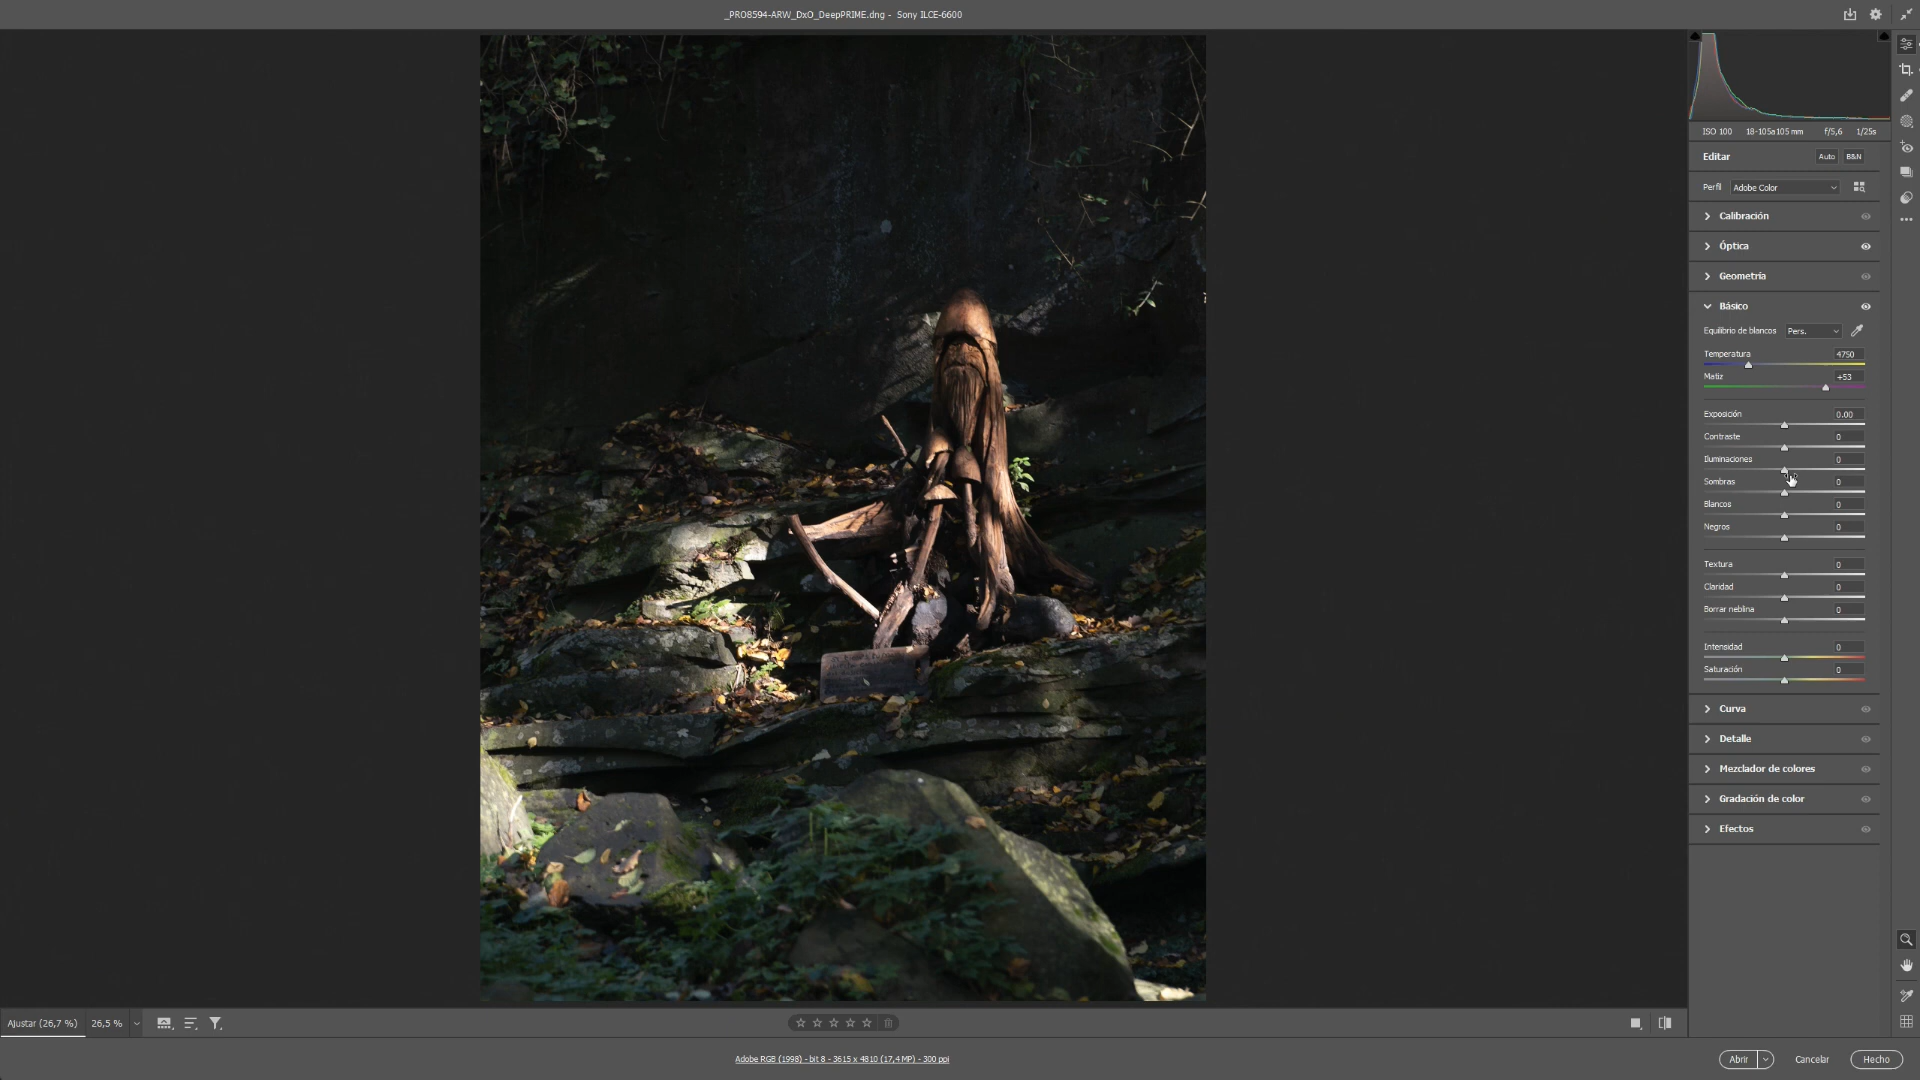 _PRO8594-ARW_DxO_DeepPRIME.dng - Sony ILCE-6600
ISO 100 18-105a105 mm f/5,6 1/25s
Editar Auto B&N
Perfil Adobe Color
Calibración
Óptica
Geometría
Básico
Equilibrio de blancos Pers.
Temperatura 4750
Matiz +53
Exposición 0.00
Contraste 0
Iluminaciones 0
Sombras 0
Blancos 0
Negros 0
Textura 0
Claridad 0
Borrar neblina 0
Intensidad 0
Saturación 0
Curva
Detalle
Mezclador de colores
Gradación de color
Efectos
Ajustar (26,7 %) 26,5 %
Adobe RGB (1998) - bit 8 - 3615 x 4810 (17,4 MP) - 300 ppi
Abrir Cancelar Hecho